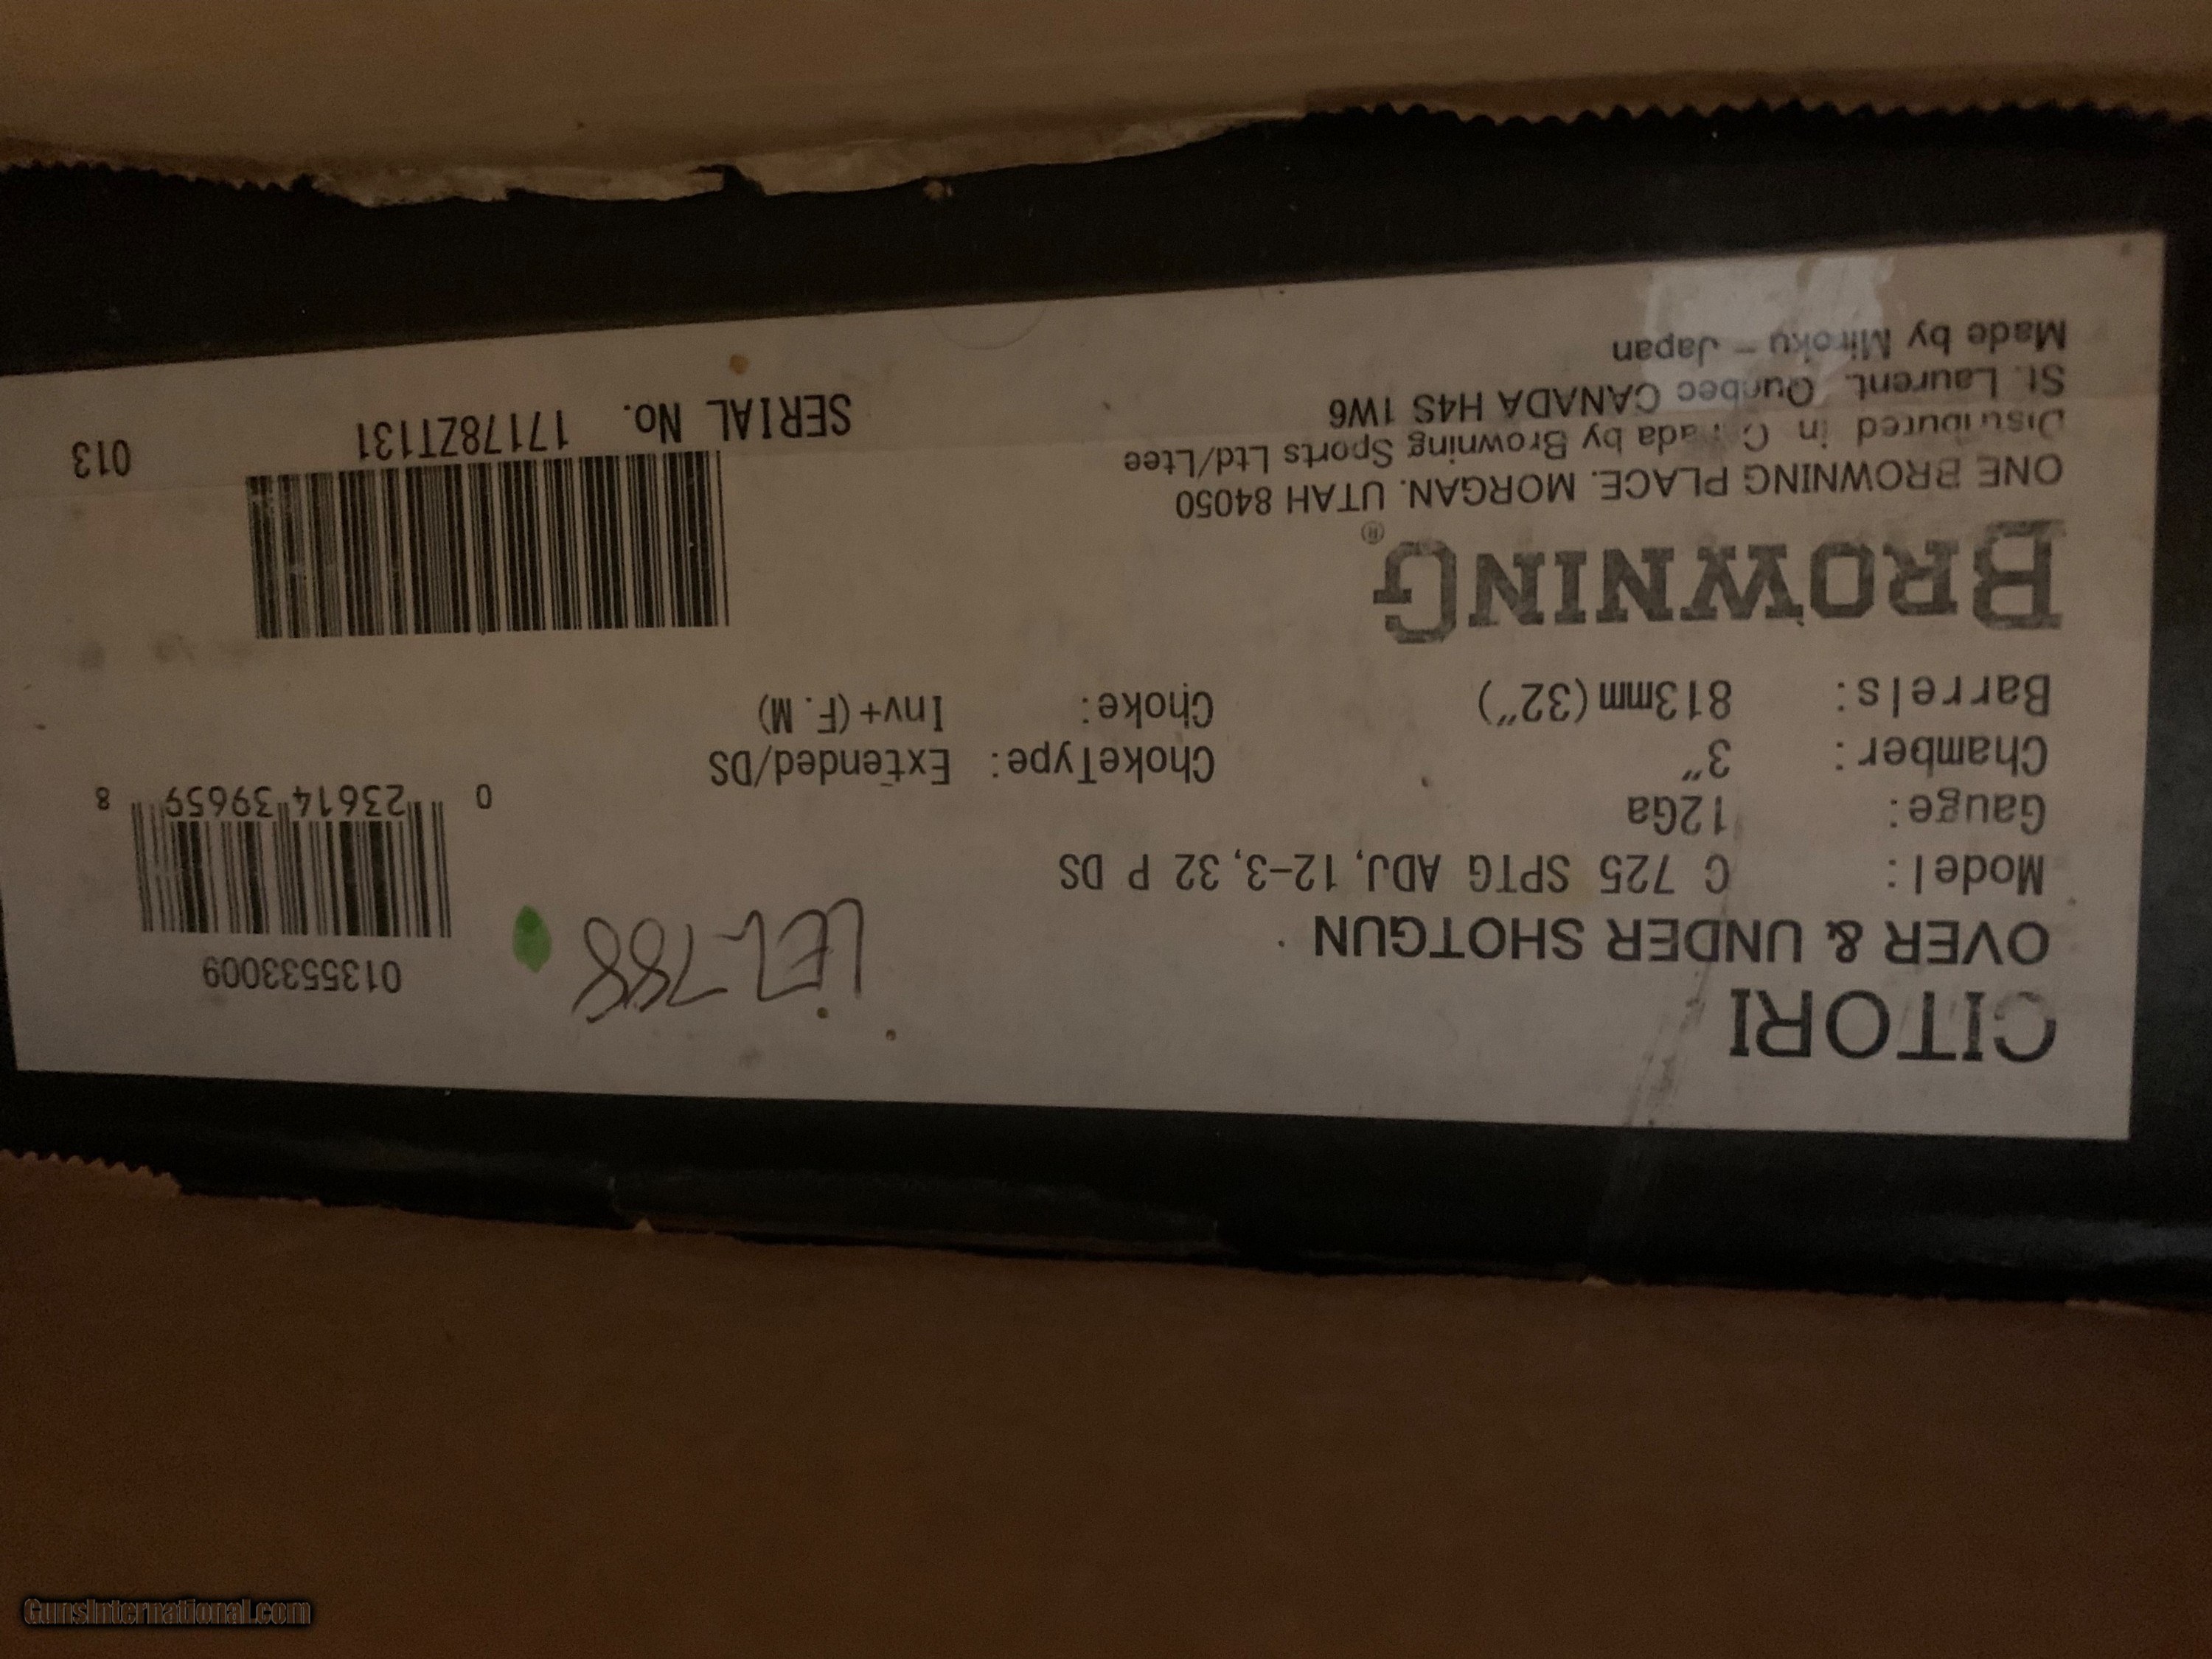 CITORI
OVER & UNDER SHOTGUN
Model: C 725 SPTG ADJ, 12-3, 32 P DS
Gauge: 12Ga
Chamber: 3" ChokeType: Extended/DS
Barrels: 813mm(32") Choke: Inv+(F.M)
BROWNING®
ONE BROWNING PLACE. MORGAN. UTAH 84050
Distributed in Canada by Browning Sports Ltd/Ltee
St. Laurent. Quebec CANADA H4S 1W6
Made by Miroku - Japan
0135533009
0 23614 39659 8
SERIAL No. 17178ZT131
013
GunsInternational.com